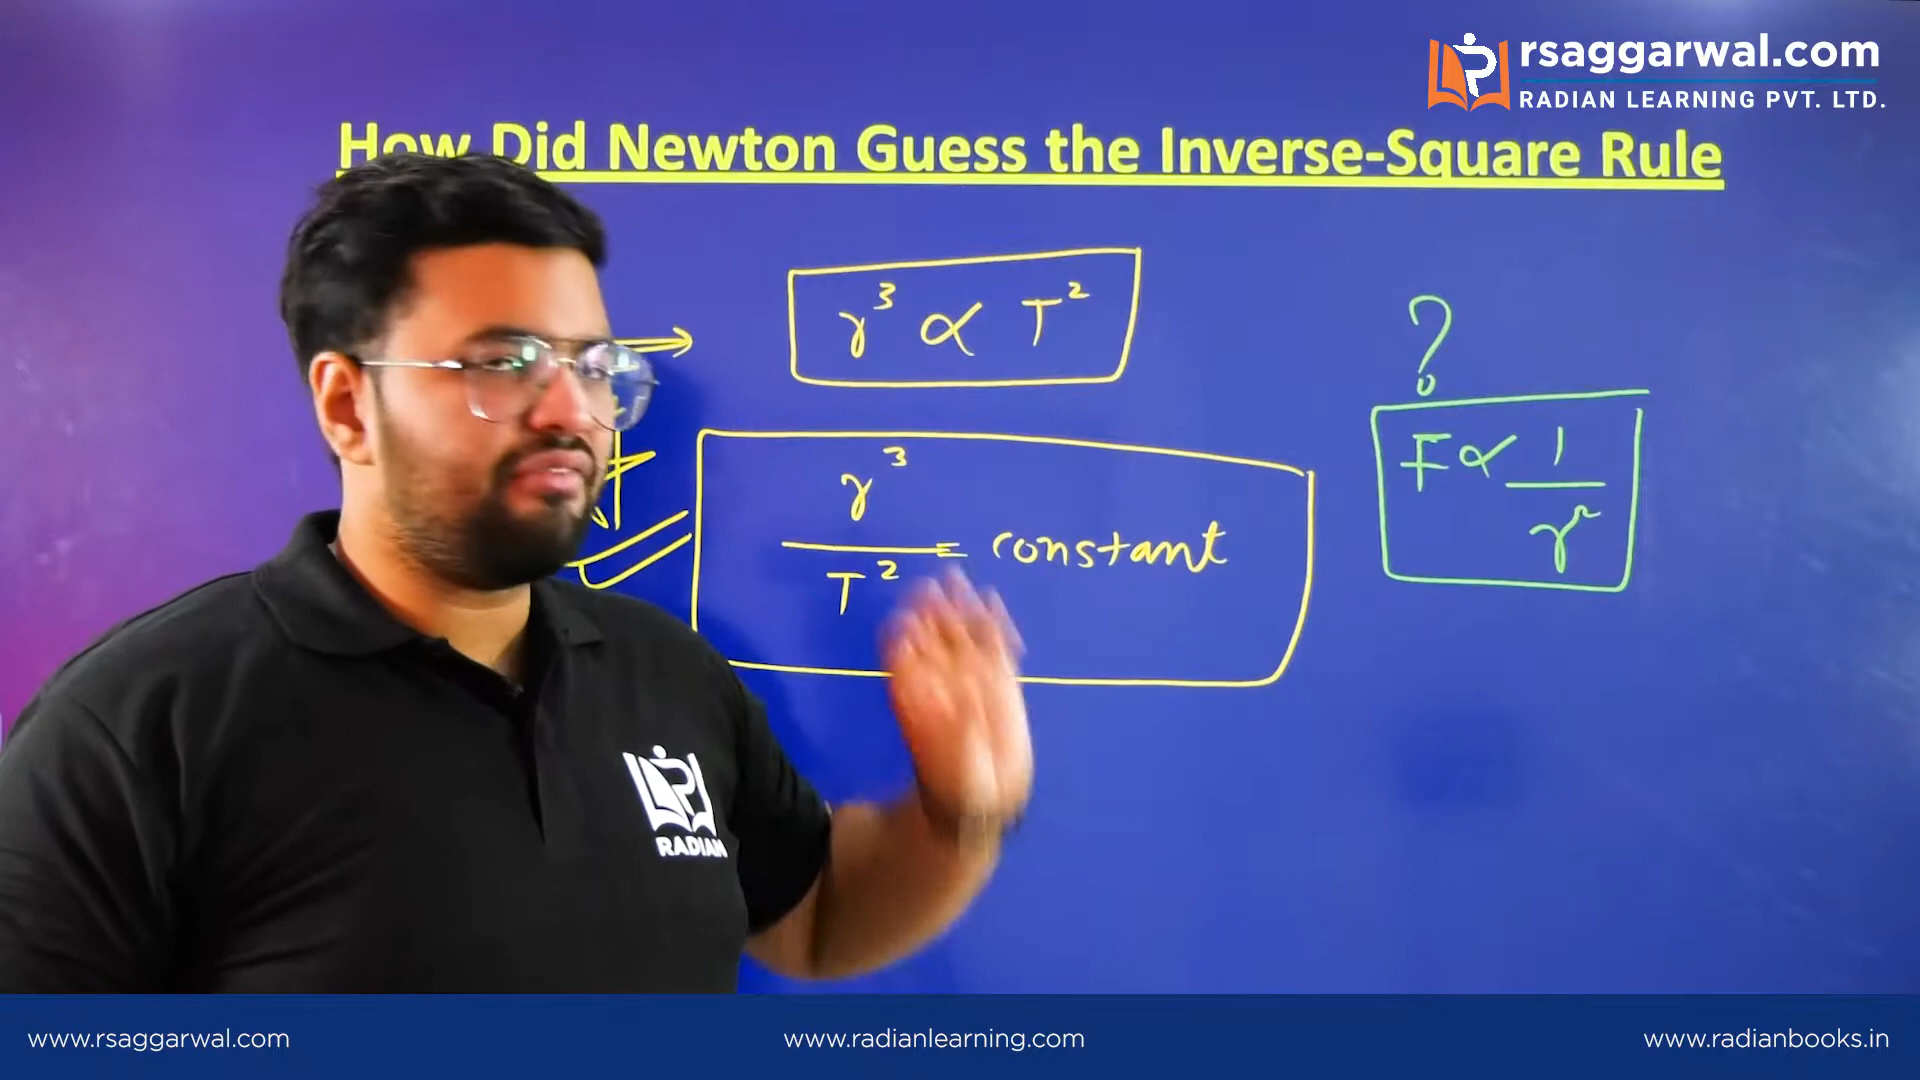 rsaggarwal.com
RADIAN LEARNING PVT. LTD.
How Did Newton Guess the Inverse-Square Rule
r³ ∝ T²
?
F ∝ 1/r²
r³/T² = constant
RADIAN
www.rsaggarwal.com
www.radianlearning.com
www.radianbooks.in